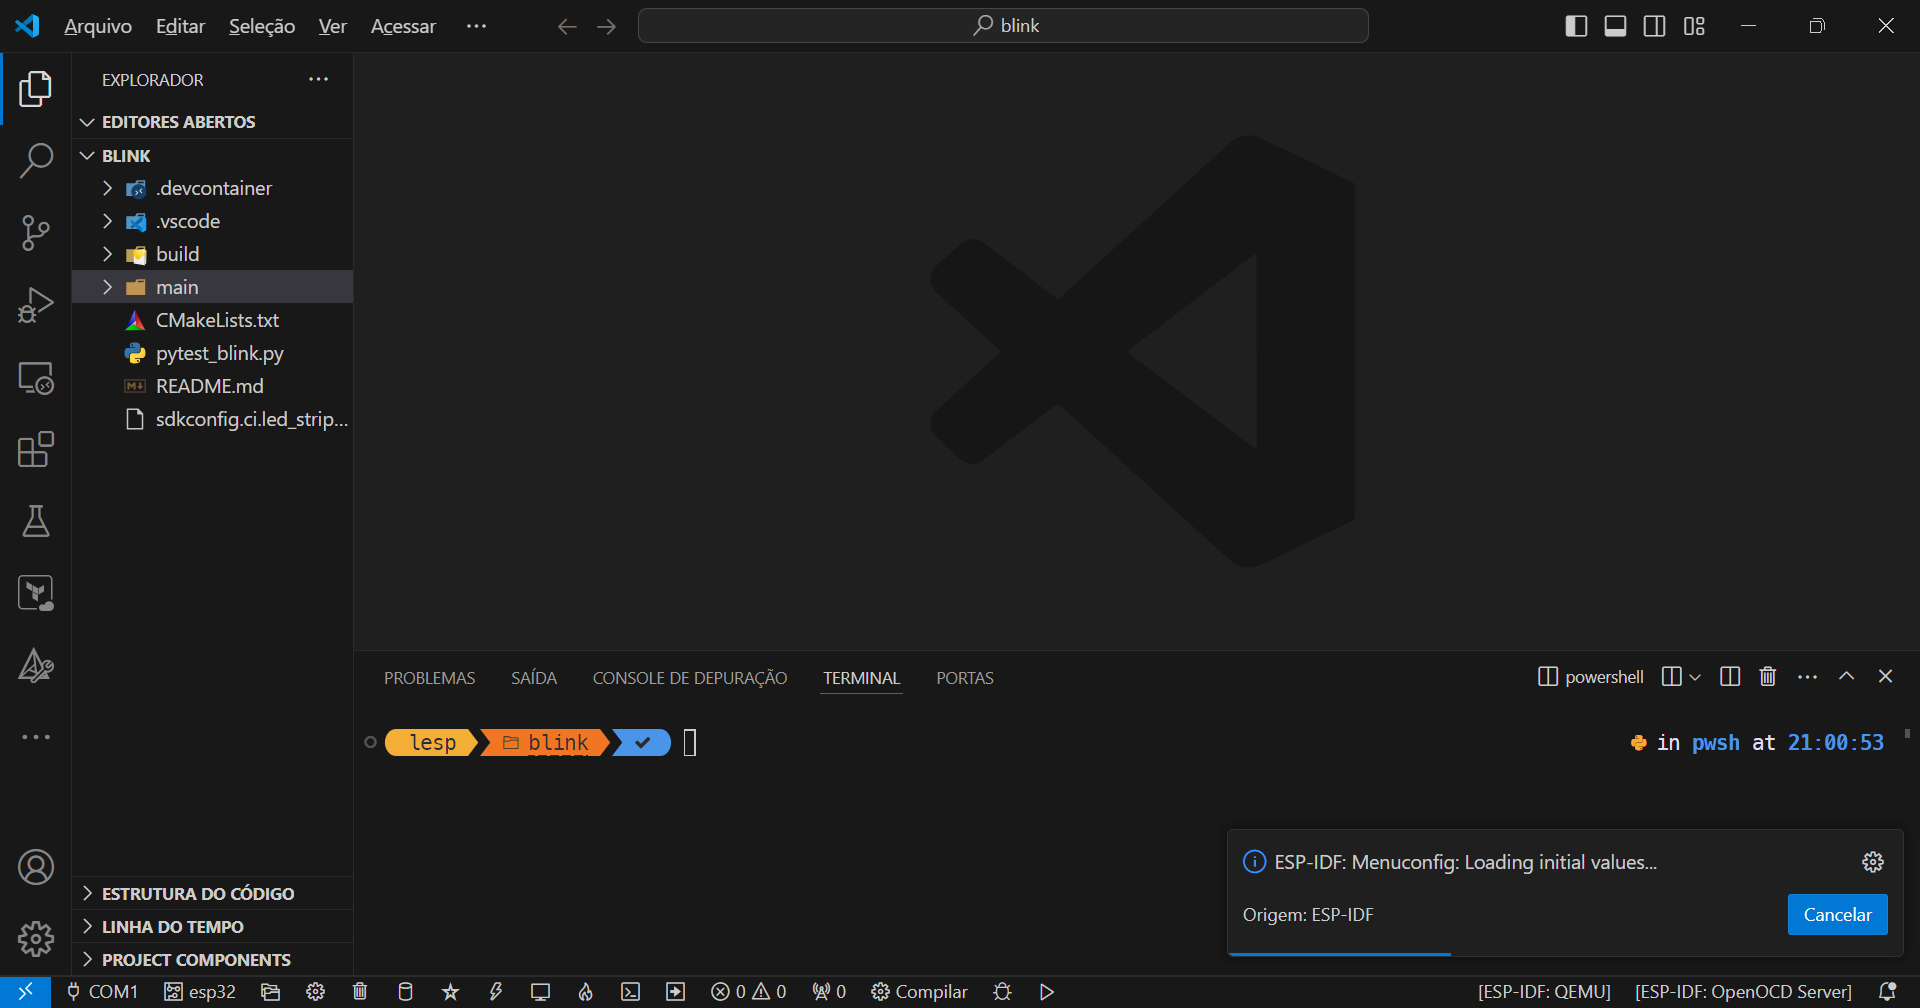 Arquivo Editar Seleção Ver Acessar ···
blink
EXPLORADOR ···
EDITORES ABERTOS
BLINK
.devcontainer
.vscode
build
main
CMakeLists.txt
pytest_blink.py
README.md
sdkconfig.ci.led_strip...
ESTRUTURA DO CÓDIGO
LINHA DO TEMPO
PROJECT COMPONENTS
PROBLEMAS SAÍDA CONSOLE DE DEPURAÇÃO TERMINAL PORTAS
powershell
lesp blink
in pwsh at 21:00:53
ESP-IDF: Menuconfig: Loading initial values...
Origem: ESP-IDF
Cancelar
COM1 esp32 0 0 0 Compilar [ESP-IDF: QEMU] [ESP-IDF: OpenOCD Server]